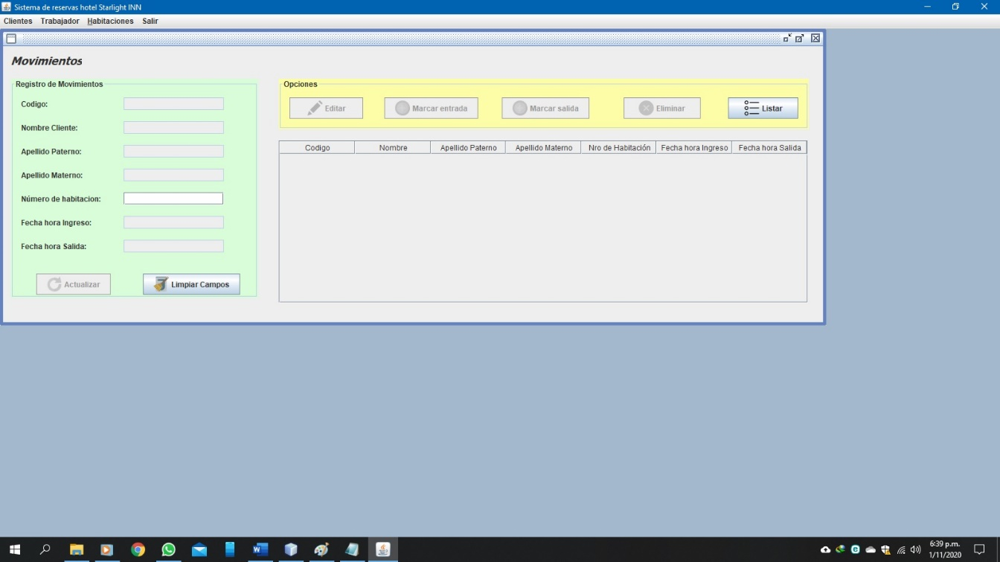 Sistema de reservas hotel Starlight INN
Clientes Trabajador Habitaciones Salir
Movimientos
Registro de Movimientos
Codigo:
Nombre Cliente:
Apellido Paterno:
Apellido Materno:
Número de habitacion:
Fecha hora Ingreso:
Fecha hora Salida:
Actualizar Limpiar Campos
Opciones
Editar Marcar entrada Marcar salida Eliminar Listar
Codigo Nombre Apellido Paterno Apellido Materno Nro de Habitación Fecha hora Ingreso Fecha hora Salida
6:39 p.m.
1/11/2020